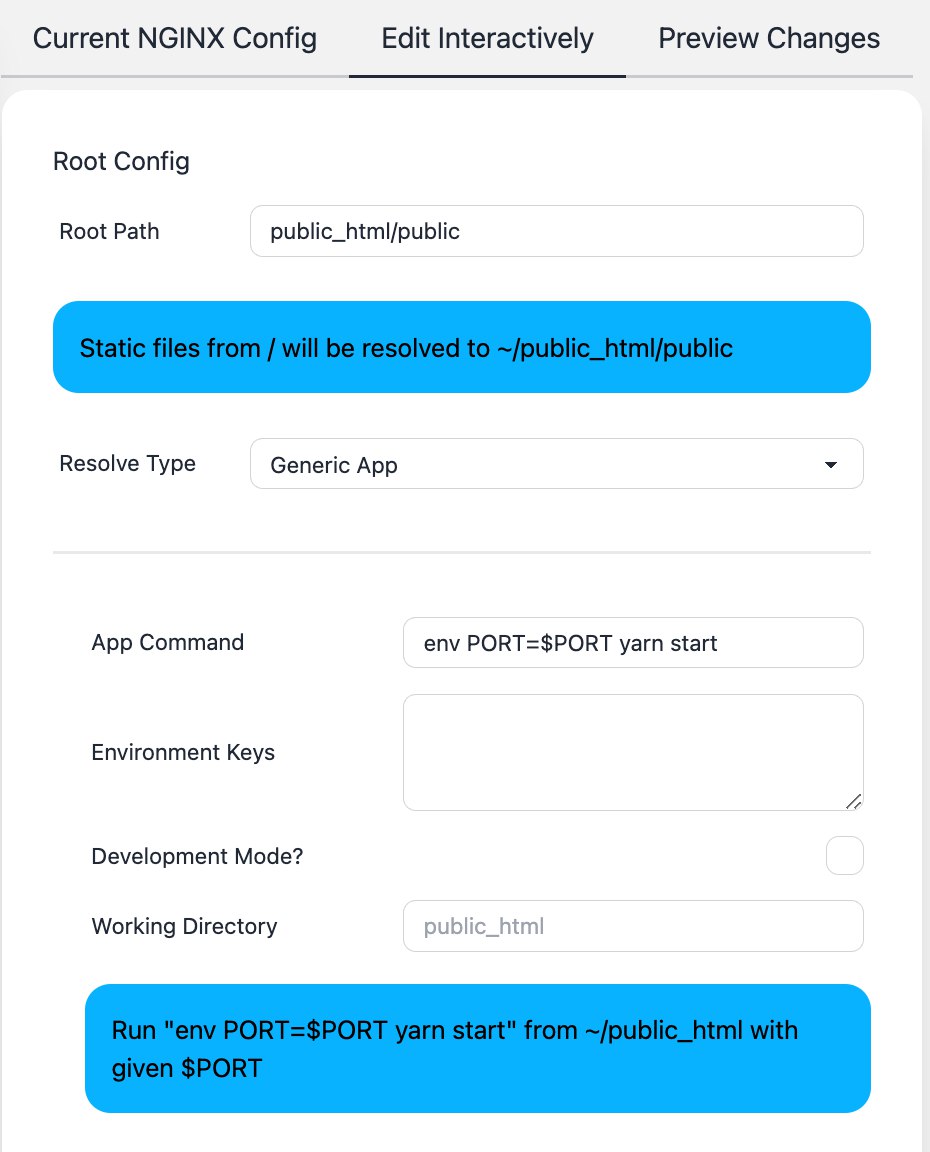 Current NGINX Config Edit Interactively Preview Changes
Root Config
Root Path public_html/public
Static files from / will be resolved to ~/public_html/public
Resolve Type Generic App
App Command env PORT=$PORT yarn start
Environment Keys
Development Mode?
Working Directory public_html
Run "env PORT=$PORT yarn start" from ~/public_html with
given $PORT